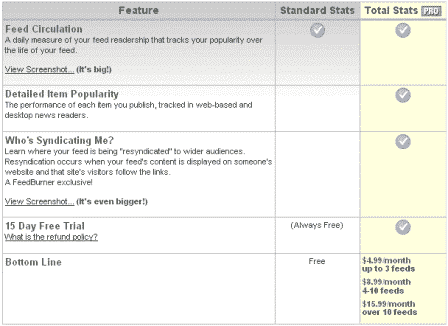 Feature Standard Stats Total Stats PRO
Feed Circulation
A daily measure of your feed readership that tracks your popularity over
the life of your feed.
View Screenshot... (It's big!)
Detailed Item Popularity
The performance of each item you publish, tracked in web-based and
desktop news readers.
Who's Syndicating Me?
Learn where your feed is being "resyndicated" to wider audiences.
Resyndication occurs when your feed's content is displayed on someone's
website and that site's visitors follow the links.
A FeedBurner exclusive!
View Screenshot... (It's even bigger!)
15 Day Free Trial (Always Free)
What is the refund policy?
Bottom Line Free $4.99/month
up to 3 feeds
$8.99/month
4-10 feeds
$15.99/month
over 10 feeds